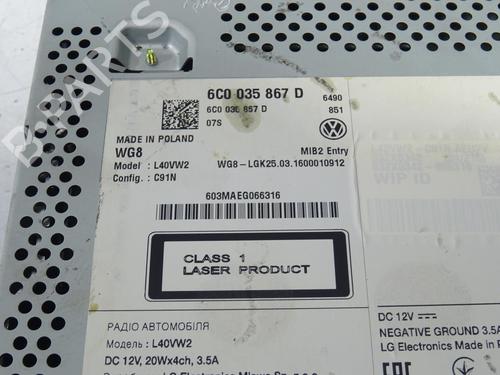 6C0 035 867 D
6490
6C0 035 867 D
851
07S
MADE IN POLAND
WG8
MIB2 Entry
Model : L40VW2
WG8-LGK25.03.1600010912
Config. : C91N
603MAEG066316
CLASS 1
LASER PRODUCT
WIP ID
РАДІО АВТОМОБІЛЯ
Модель: L40VW2
DC 12V, 20Wx4ch, 3.5A
DC 12V
NEGATIVE GROUND 3.5A
LG Electronics Made in
EAC
B-PARTS